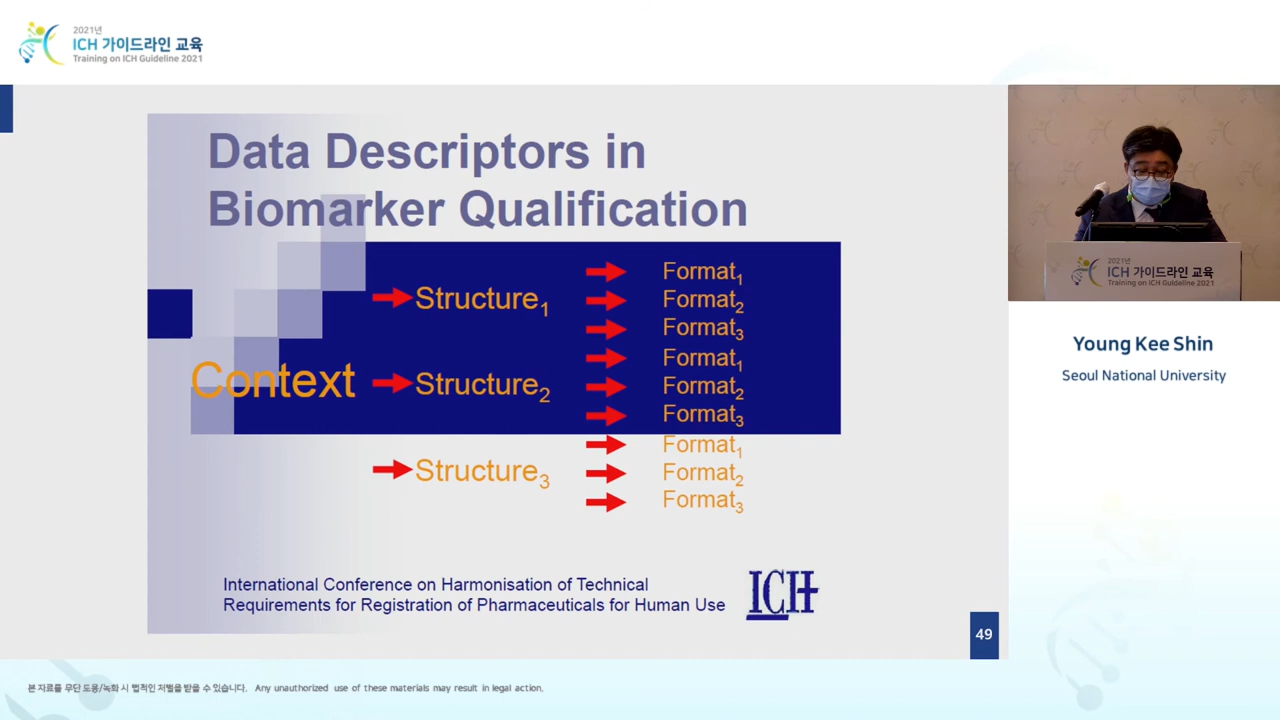 2021년
ICH 가이드라인 교육
Training on ICH Guideline 2021
Data Descriptors in
Biomarker Qualification
Context
Structure1
Format1
Format2
Format3
Structure2
Format1
Format2
Format3
Structure3
Format1
Format2
Format3
International Conference on Harmonisation of Technical
Requirements for Registration of Pharmaceuticals for Human Use
ICH
49
2021년
ICH 가이드라인 교육
Training on ICH Guideline 2021
Young Kee Shin
Seoul National University
본 자료를 무단 도용/녹화 시 법적인 처벌을 받을 수 있습니다. Any unauthorized use of these materials may result in legal action.